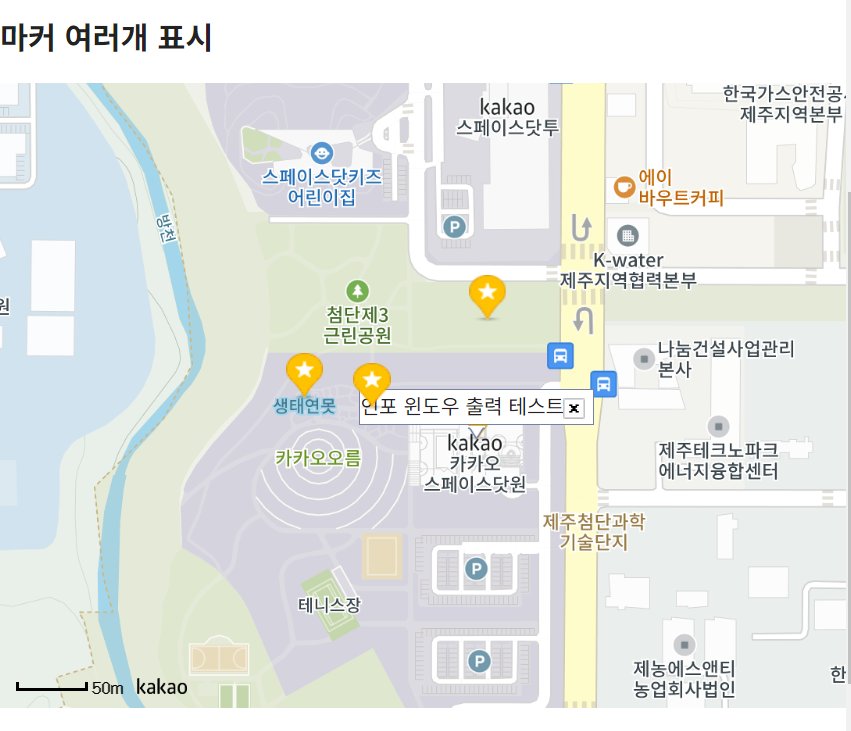 마커 여러개 표시
kakao
스페이스닷투
한국가스안전공
제주지역본부
스페이스닷키즈
어린이집
에이
바우트커피
방천
P
K-water
제주지역협력본부
원
첨단제3
근린공원
나눔건설사업관리
본사
생태연못
인포 윈도우 출력 테스트
카카오오름
kakao
카카오
스페이스닷원
제주테크노파크
에너지융합센터
제주첨단과학
기술단지
P
테니스장
P
제농에스앤티
농업회사법인
한
50m kakao